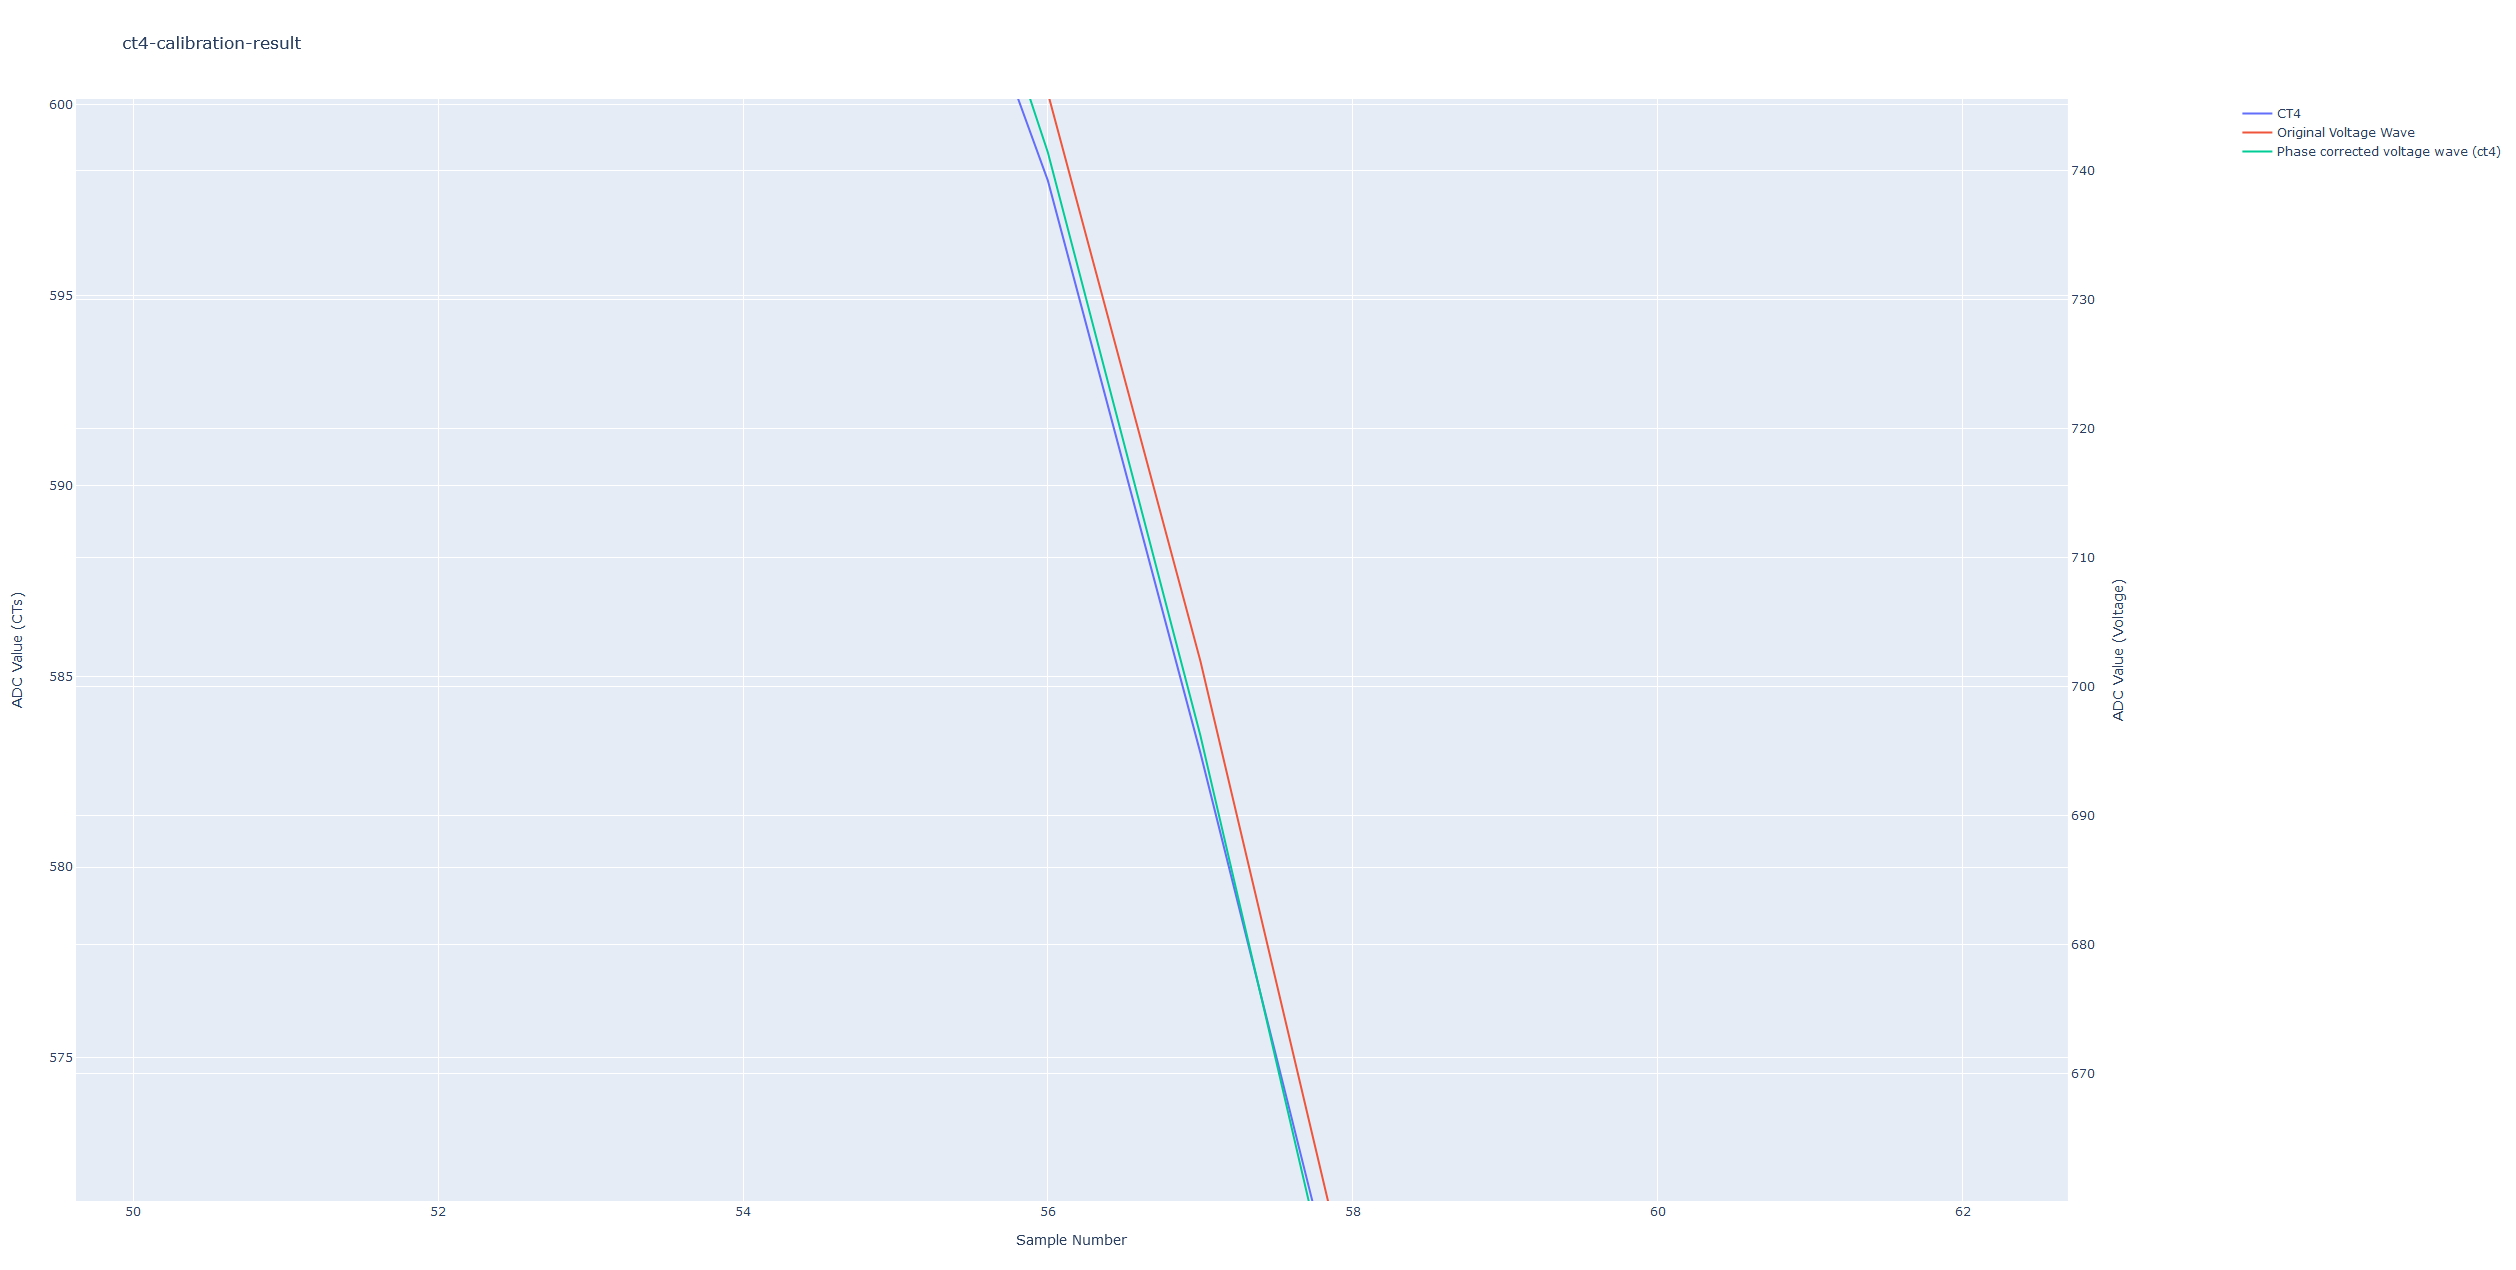 ct4-calibration-result
600
595
590
585
580
575
ADC Value (CTs)
740
730
720
710
700
690
680
670
ADC Value (Voltage)
50 52 54 56 58 60 62
Sample Number
CT4
Original Voltage Wave
Phase corrected voltage wave (ct4)